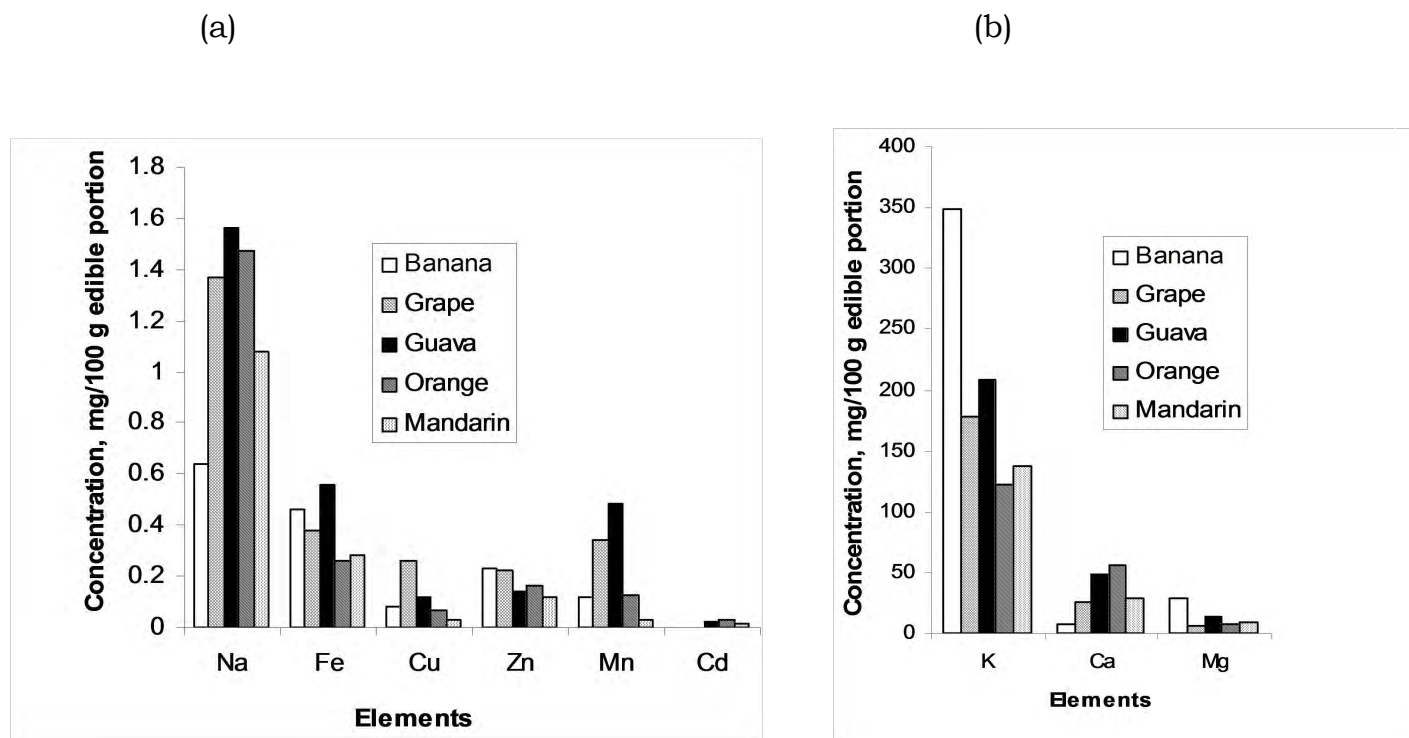 (a)
(b)
Concentration, mg/100 g edible portion
1.8
1.6
1.4
1.2
1
0.8
0.6
0.4
0.2
0
Banana
Grape
Guava
Orange
Mandarin
Na Fe Cu Zn Mn Cd
Elements
Concentration, mg/100 g edible portion
400
350
300
250
200
150
100
50
0
Banana
Grape
Guava
Orange
Mandarin
K Ca Mg
Elements